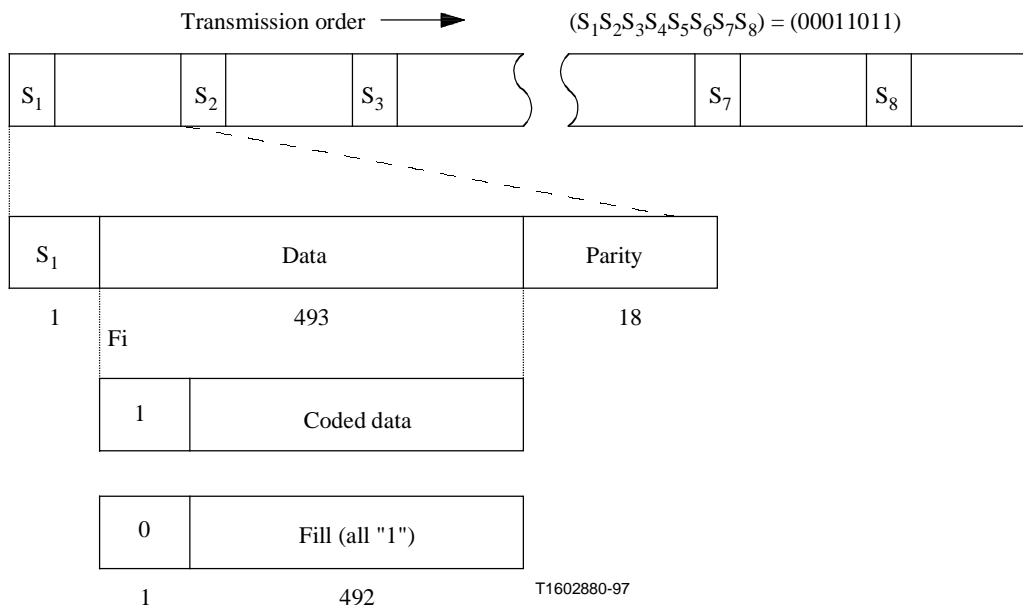 Transmission order (S1S2S3S4S5S6S7S8) = (00011011)
S1 S2 S3 S7 S8
S1 Data Parity
1 493 18
Fi
1 Coded data
0 Fill (all "1")
1 492
T1602880-97